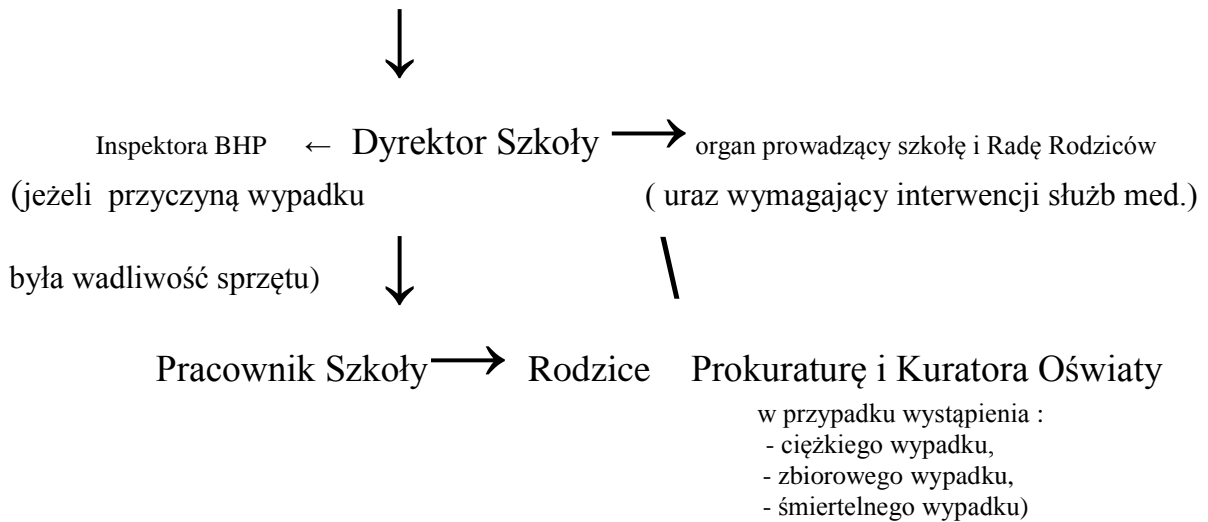 Inspektora BHP ← Dyrektor Szkoły → organ prowadzący szkołę i Radę Rodziców
(jeżeli przyczyną wypadku ( uraz wymagający interwencji służb med.)
była wadliwość sprzętu)
Pracownik Szkoły → Rodzice Prokuraturę i Kuratora Oświaty
w przypadku wystąpienia :
- ciężkiego wypadku,
- zbiorowego wypadku,
- śmiertelnego wypadku)